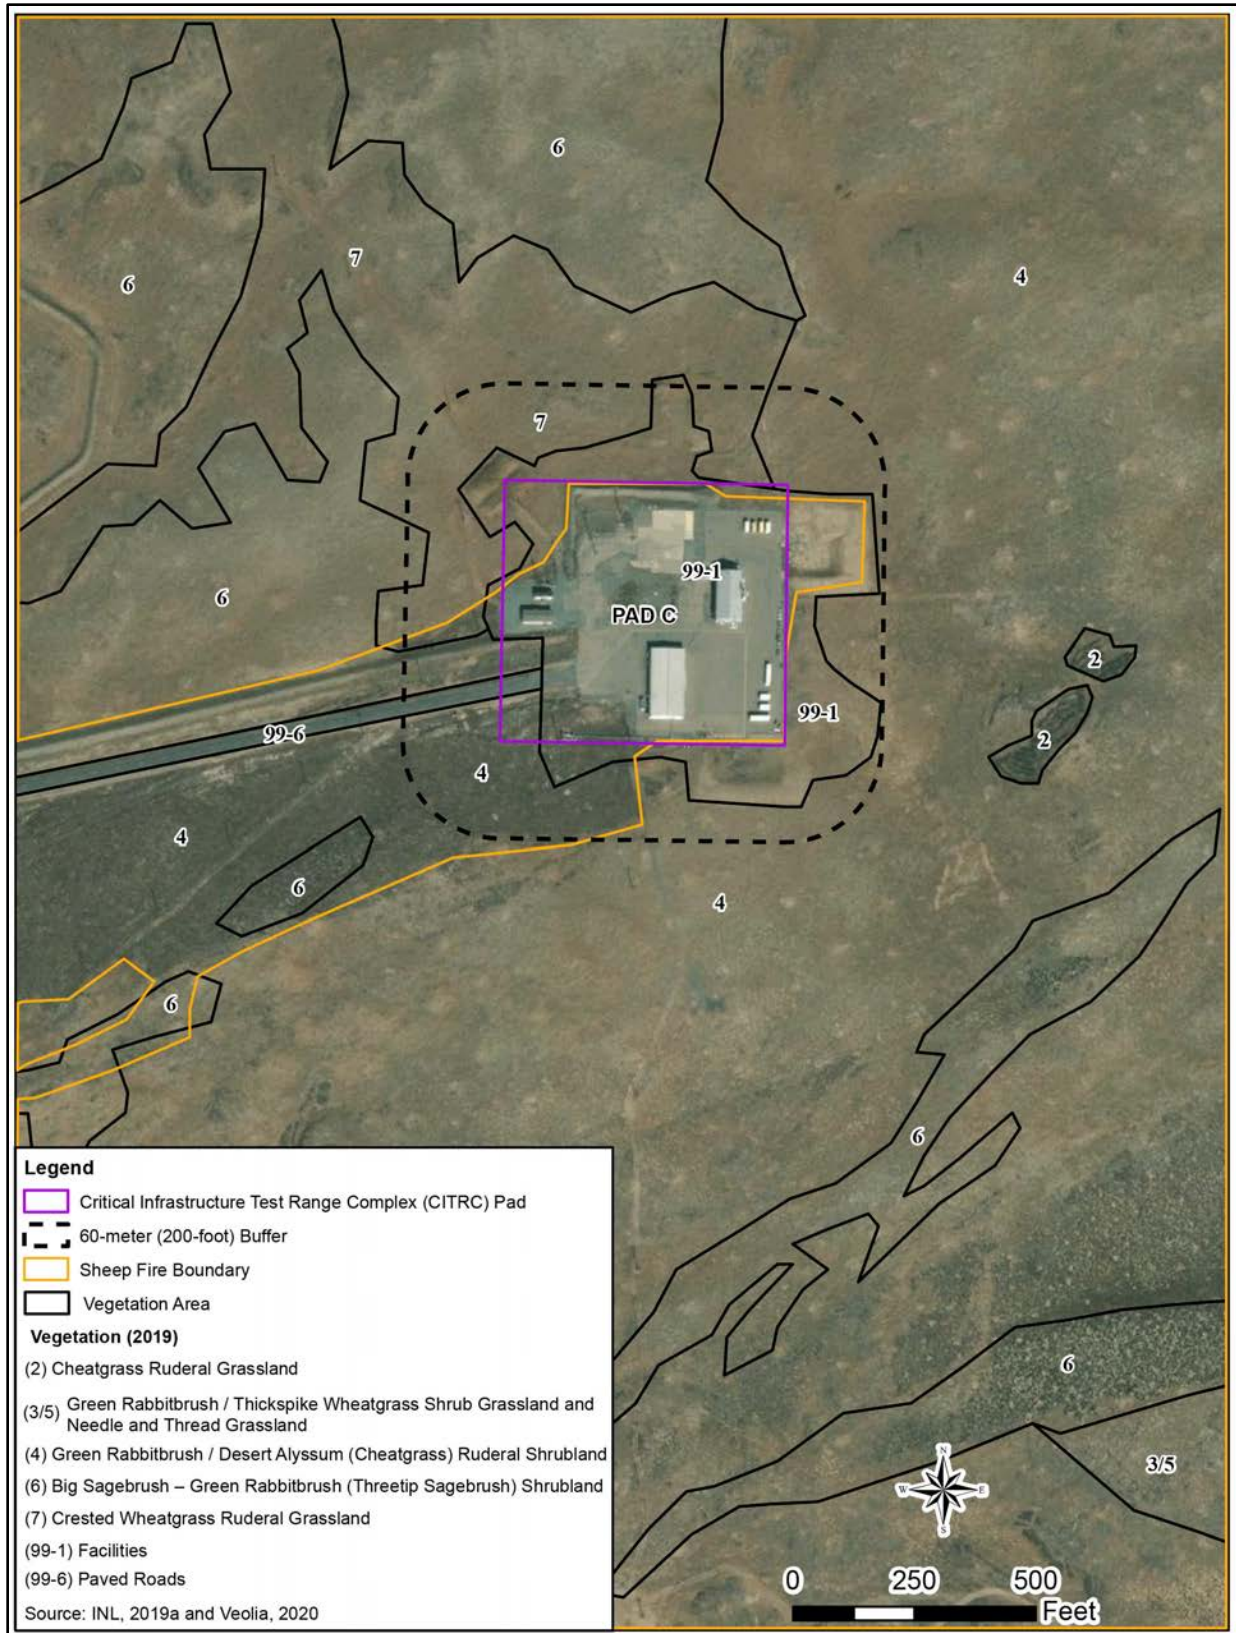 6
7
6
4
7
6
99-1
PAD C
2
99-1
99-6
2
4
4
6
4
6
6
6
3/5
N
W E
S
0 250 500
Feet
Legend
Critical Infrastructure Test Range Complex (CITRC) Pad
60-meter (200-foot) Buffer
Sheep Fire Boundary
Vegetation Area
Vegetation (2019)
(2) Cheatgrass Ruderal Grassland
(3/5) Green Rabbitbrush / Thickspike Wheatgrass Shrub Grassland and
Needle and Thread Grassland
(4) Green Rabbitbrush / Desert Alyssum (Cheatgrass) Ruderal Shrubland
(6) Big Sagebrush – Green Rabbitbrush (Threetip Sagebrush) Shrubland
(7) Crested Wheatgrass Ruderal Grassland
(99-1) Facilities
(99-6) Paved Roads
Source: INL, 2019a and Veolia, 2020